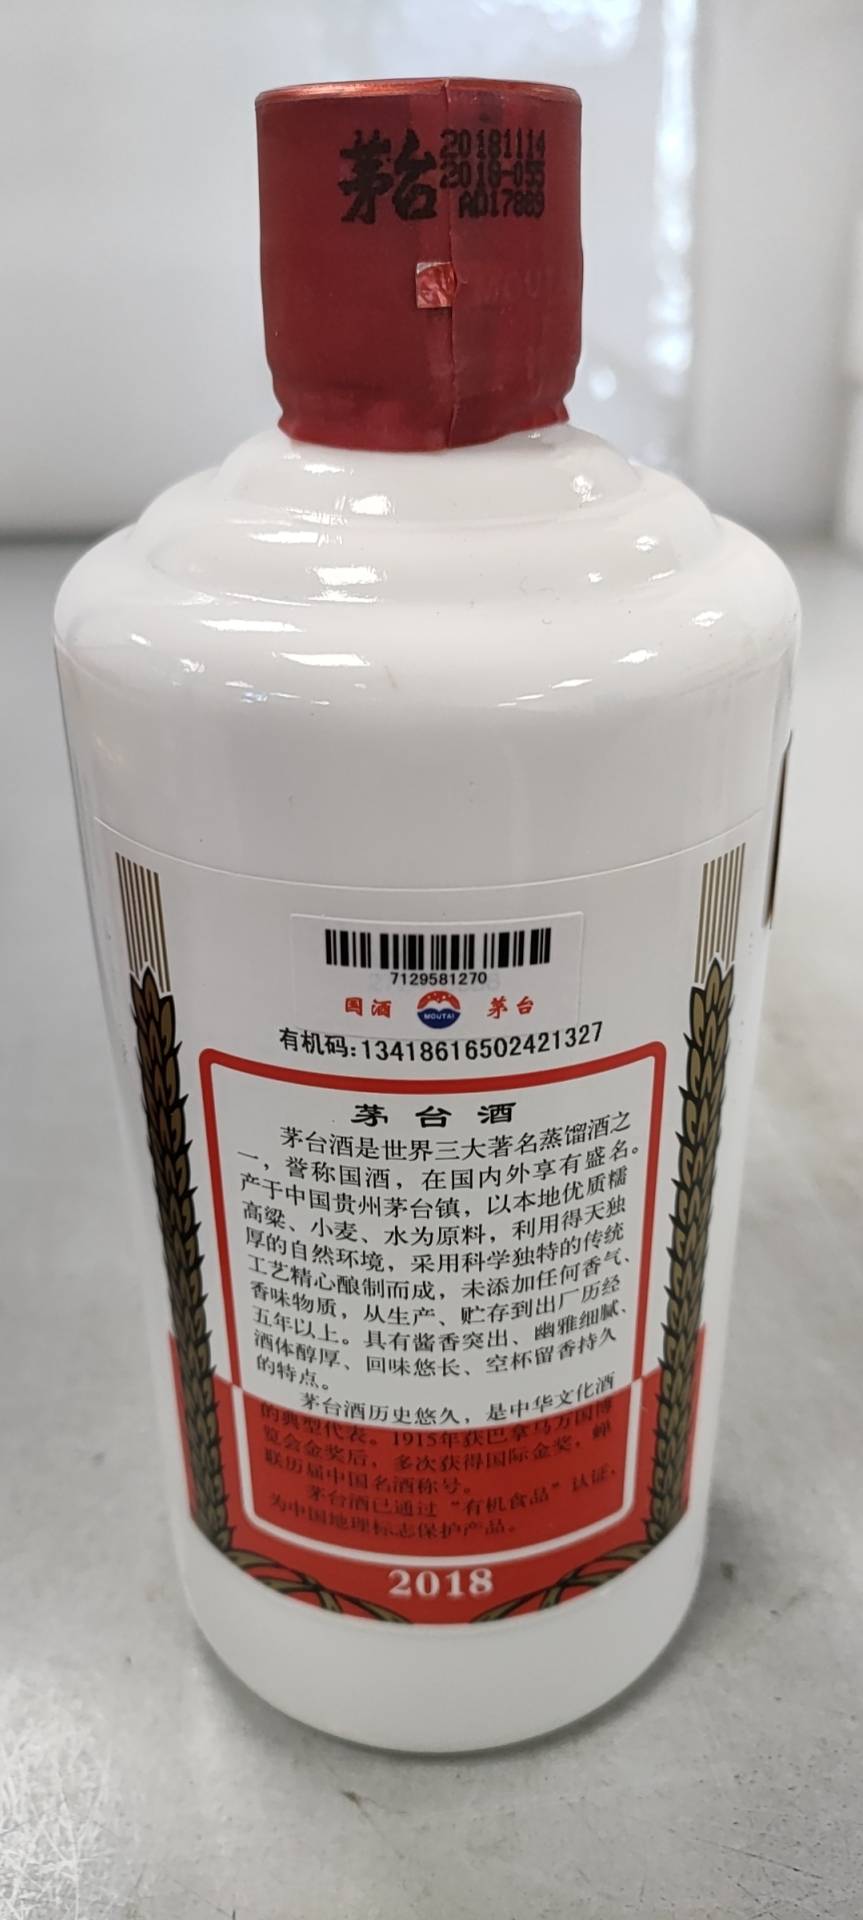 茅台
20181114
2018-055
A017889
7129581270
国酒 MOUTAI 茅台
有机码:13418616502421327
茅台酒
茅台酒是世界三大著名蒸馏酒之
一，誉称国酒，在国内外享有盛名。
产于中国贵州茅台镇，以本地优质糯
高粱、小麦、水为原料，利用得天独
厚的自然环境，采用科学独特的传统
工艺精心酿制而成，未添加任何香气、
香味物质，从生产、贮存到出厂历经
五年以上。具有酱香突出、幽雅细腻、
酒体醇厚、回味悠长、空杯留香持久
的特点。
茅台酒历史悠久，是中华文化酒
的典型代表。1915年获巴拿马万国博
览会金奖后，多次获得国际金奖，蝉
联历届中国名酒称号。
茅台酒已通过“有机食品”认证，
为中国地理标志保护产品。
2018